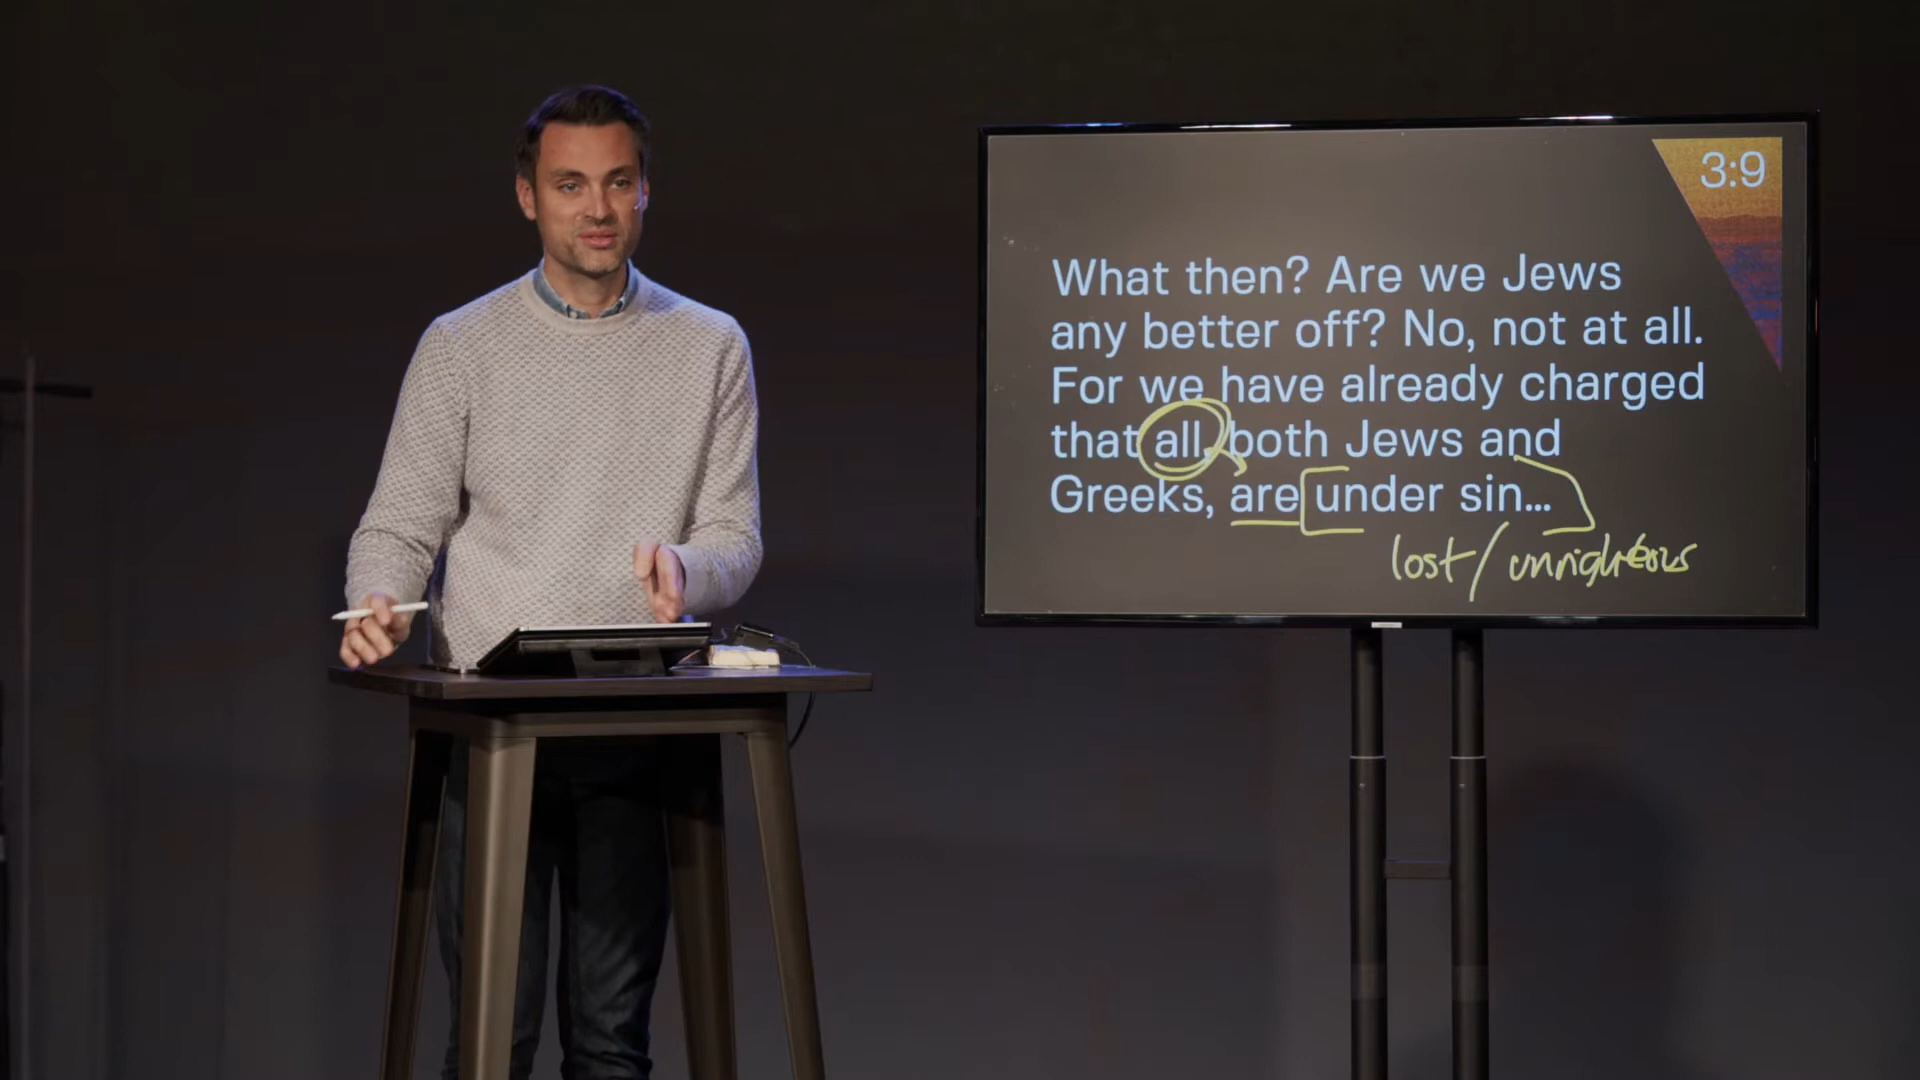 3:9
What then? Are we Jews
any better off? No, not at all.
For we have already charged
that all, both Jews and
Greeks, are under sin...
lost/unrighteous